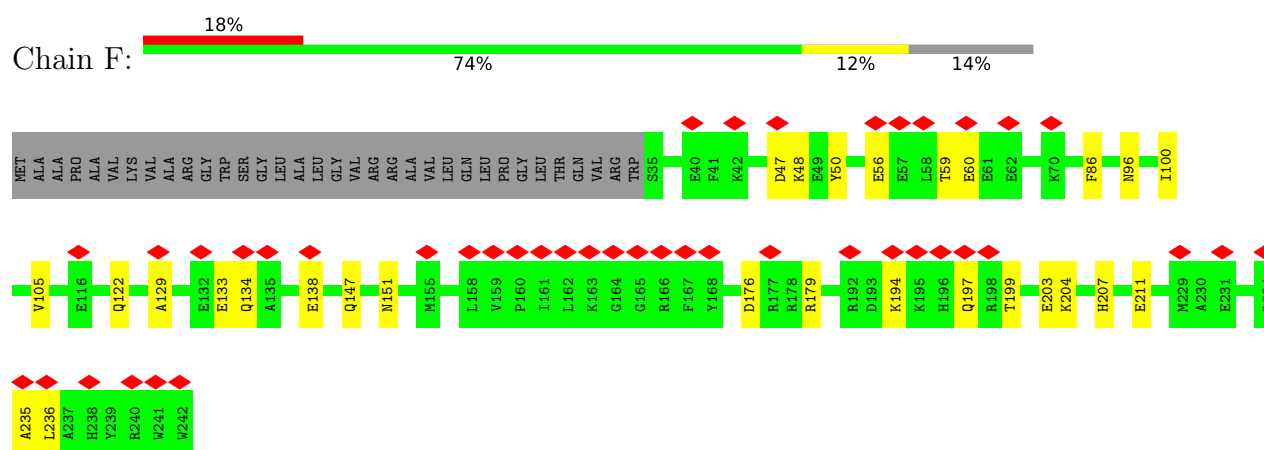 18%
Chain F:
74% 12% 14%
MET ALA ALA PRO ALA VAL LYS VAL ALA ARG GLY TRP SER GLY LEU ALA LEU GLY VAL ARG ARG ALA VAL LEU GLN LEU PRO GLY LEU THR GLN VAL ARG TRP S35 E40 F41 K42 D47 K48 E49 Y50 E56 E57 L58 T59 E60 E61 E62 K70 F86 N96 I100
V105 E116 Q122 A129 E132 E133 Q134 A135 E138 Q147 N151 M155 L158 V159 P160 I161 L162 K163 G164 G165 R166 F167 Y168 D176 R177 R178 R179 R192 D193 K194 K195 H196 Q197 R198 T199 E203 K204 H207 E211 M229 A230 E231
A235 L236 A237 H238 Y239 R240 W241 W242